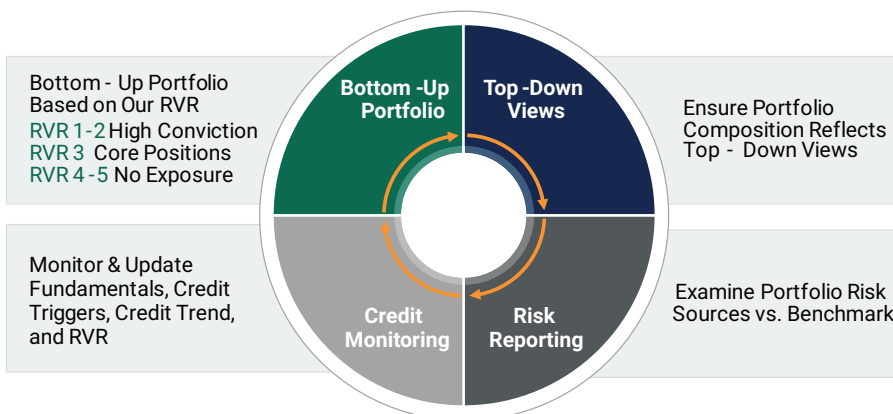 Bottom - Up Portfolio
Based on Our RVR
RVR 1-2 High Conviction
RVR 3 Core Positions
RVR 4-5 No Exposure
Bottom -Up
Portfolio
Top -Down
Views
Ensure Portfolio
Composition Reflects
Top - Down Views
Monitor & Update
Fundamentals, Credit
Triggers, Credit Trend,
and RVR
Credit
Monitoring
Risk
Reporting
Examine Portfolio Risk
Sources vs. Benchmark